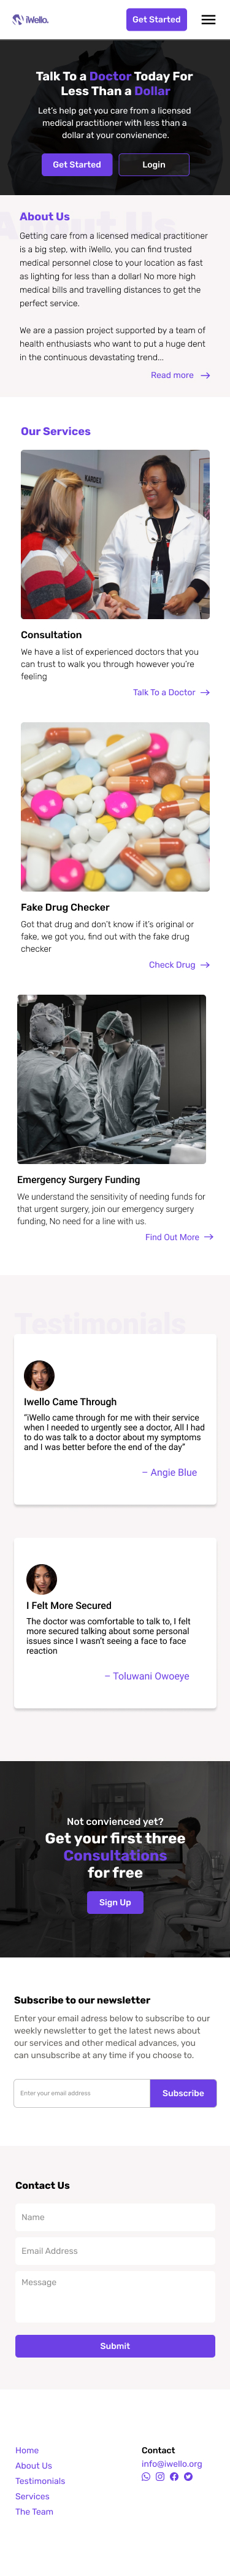 iWello.
Get Started
Talk To a Doctor Today For
Less Than a Dollar
Let's help get you care from a licensed
medical practitioner with less than a
dollar at your convienence.
Get Started
Login
About Us
About Us
Getting care from a licensed medical practitioner
is a big step, with iWello, you can find trusted
medical personnel close to your location as fast
as lighting for less than a dollar! No more high
medical bills and travelling distances to get the
perfect service.
We are a passion project supported by a team of
health enthusiasts who want to put a huge dent
in the continuous devastating trend...
Read more
Our Services
Consultation
We have a list of experienced doctors that you
can trust to walk you through however you're
feeling
Talk To a Doctor
Fake Drug Checker
Got that drug and don't know if it's original or
fake, we got you, find out with the fake drug
checker
Check Drug
Emergency Surgery Funding
We understand the sensitivity of needing funds for
that urgent surgery, join our emergency surgery
funding, No need for a line with us.
Find Out More
Testimonials
Iwello Came Through
"iWello came through for me with their service
when I needed to urgently see a doctor, All I had
to do was talk to a doctor about my symptoms
and I was better before the end of the day"
– Angie Blue
I Felt More Secured
The doctor was comfortable to talk to, I felt
more secured talking about some personal
issues since I wasn't seeing a face to face
reaction
– Toluwani Owoeye
Not convienced yet?
Get your first three
Consultations
for free
Sign Up
Subscribe to our newsletter
Enter your email adress below to subscribe to our
weekly newsletter to get the latest news about
our services and other medical advances, you
can unsubscribe at any time if you choose to.
Enter your email address
Subscribe
Contact Us
Name
Email Address
Message
Submit
Home
About Us
Testimonials
Services
The Team
Contact
info@iwello.org